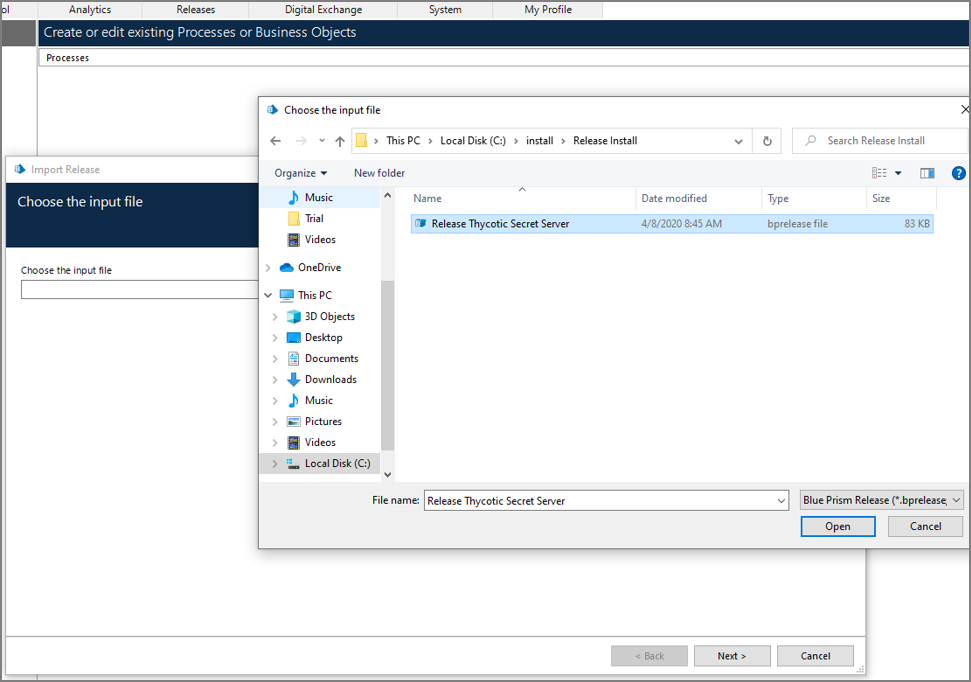 ol Analytics Releases Digital Exchange System My Profile
Create or edit existing Processes or Business Objects
Processes
Import Release
Choose the input file
Choose the input file
Choose the input file
This PC Local Disk (C:) install Release Install Search Release Install
Organize New folder
Music
Trial
Videos
OneDrive
This PC
3D Objects
Desktop
Documents
Downloads
Music
Pictures
Videos
Local Disk (C:)
Name Date modified Type Size
Release Thycotic Secret Server 4/8/2020 8:45 AM bprelease file 83 KB
File name: Release Thycotic Secret Server Blue Prism Release (*.bprelease,
Open Cancel
< Back Next > Cancel